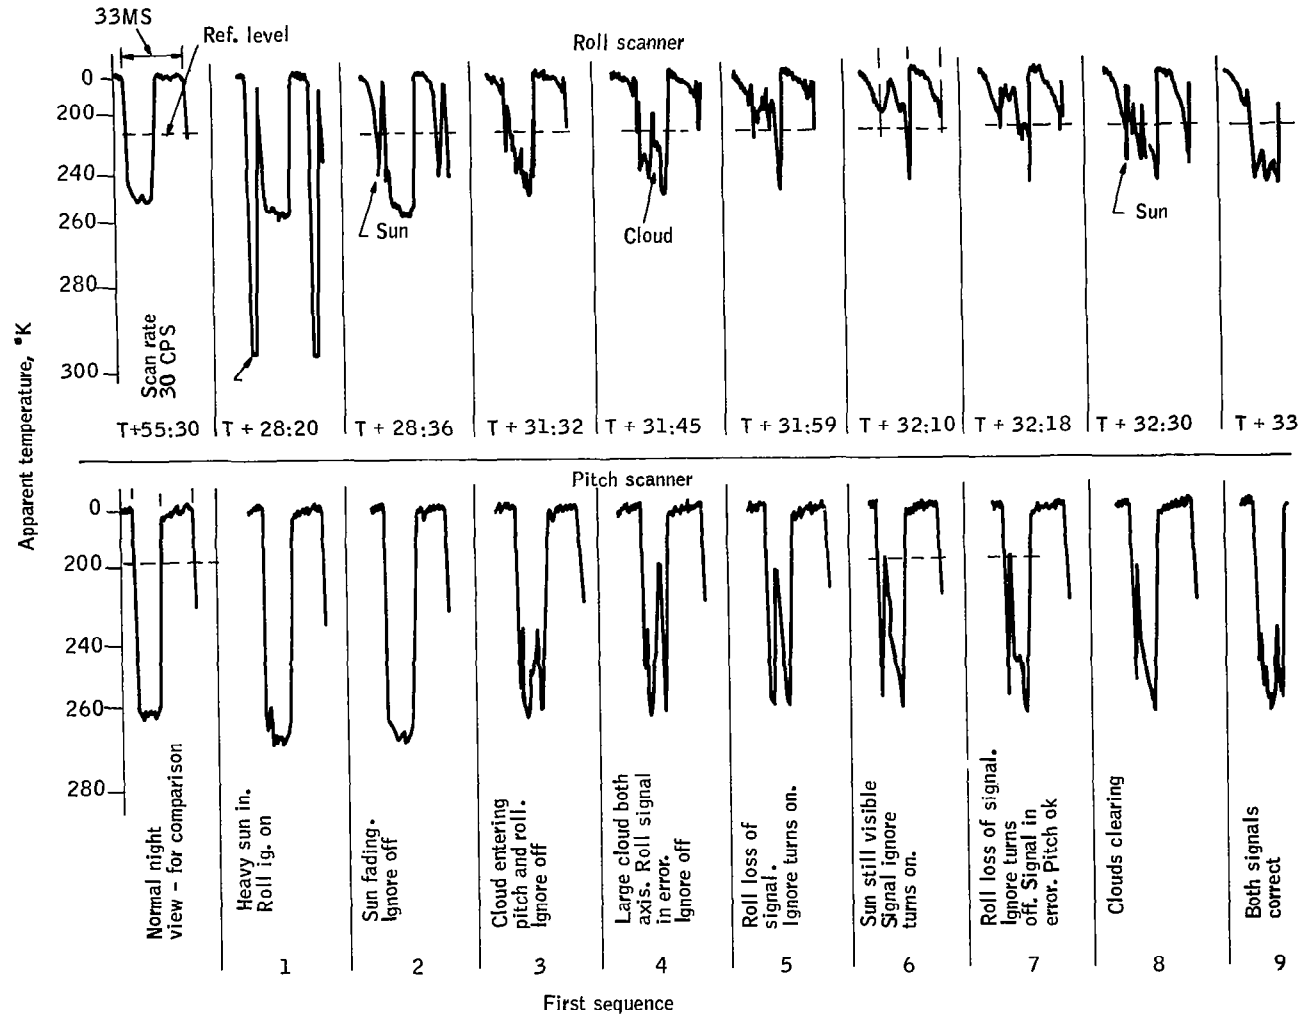 33MS
Ref. level
Roll scanner
0
200
240
260
280
300
Apparent temperature, °K
Scan rate
30 CPS
Sun
Cloud
Sun
T+55:30
T + 28:20
T + 28:36
T + 31:32
T + 31:45
T + 31:59
T + 32:10
T + 32:18
T + 32:30
T + 33
Pitch scanner
0
200
240
260
280
Normal night
view - for comparison
Heavy sun in.
Roll ig. on
Sun fading.
Ignore off
Cloud entering
pitch and roll.
Ignore off
Large cloud both
axis. Roll signal
in error.
Ignore off
Roll loss of
signal.
Ignore turns on.
Sun still visible
Signal ignore
turns on.
Roll loss of signal.
Ignore turns
off. Signal in
error. Pitch ok
Clouds clearing
Both signals
correct
1
2
3
4
5
6
7
8
9
First sequence